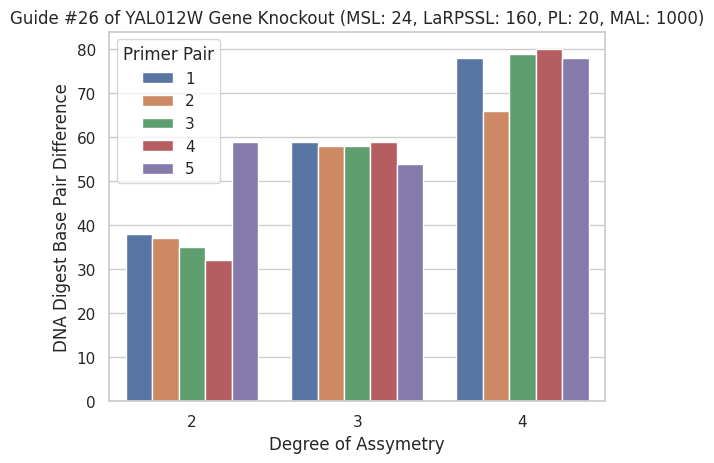 Guide #26 of YAL012W Gene Knockout (MSL: 24, LaRPSSL: 160, PL: 20, MAL: 1000)
DNA Digest Base Pair Difference
80
70
60
50
40
30
20
10
0
Primer Pair
1
2
3
4
5
2 3 4
Degree of Assymetry